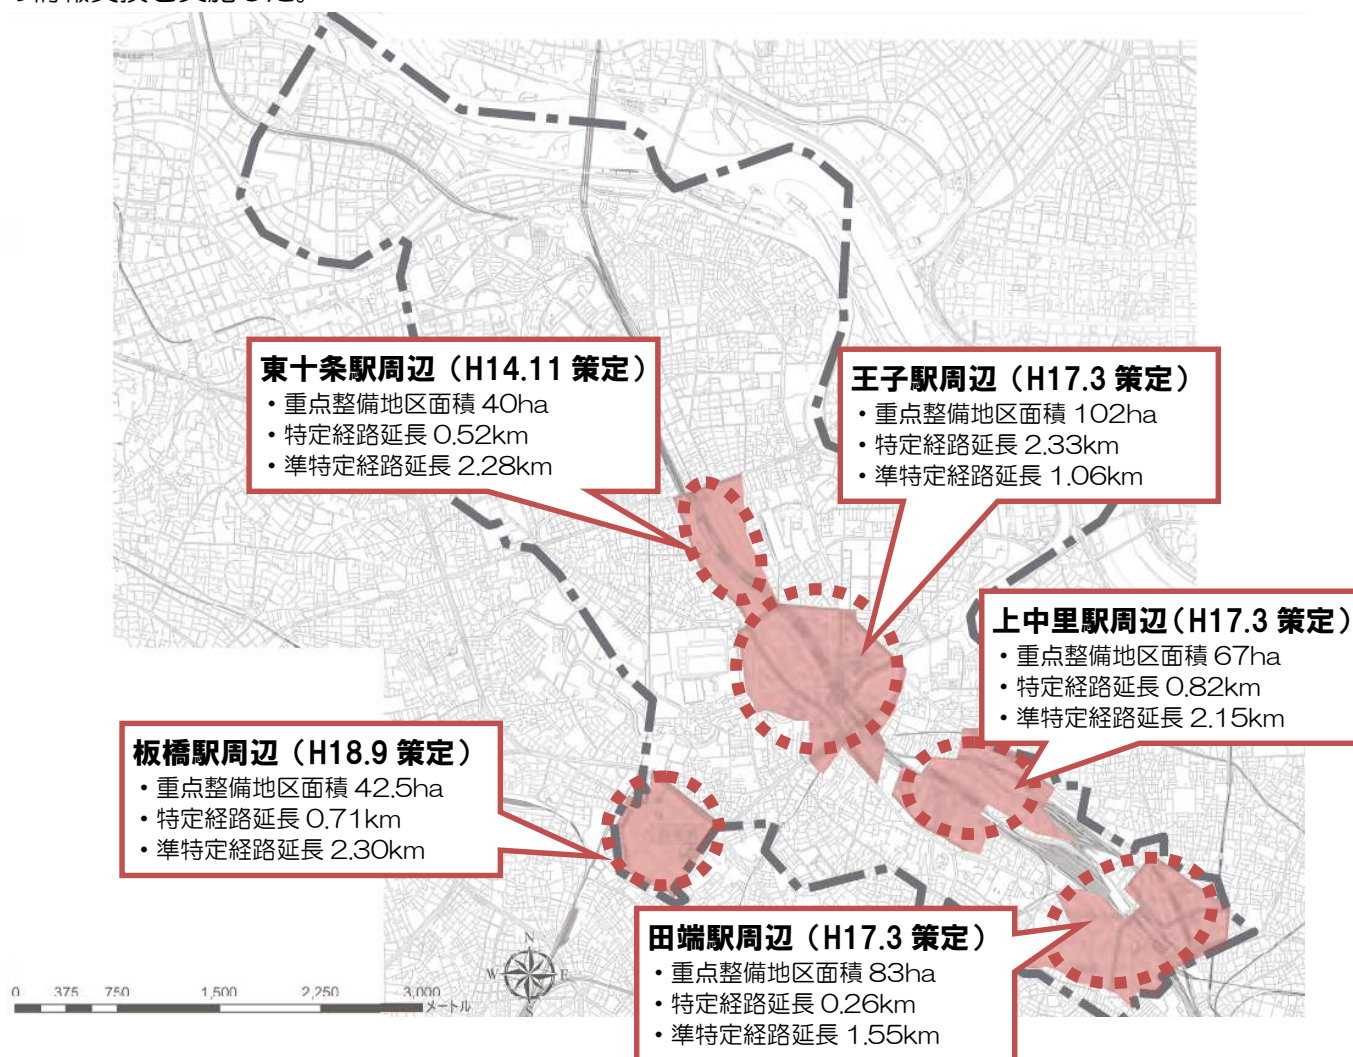 東十条駅周辺（H14.11 策定）
・重点整備地区面積 40ha
・特定経路延長 0.52km
・準特定経路延長 2.28km
王子駅周辺（H17.3 策定）
・重点整備地区面積 102ha
・特定経路延長 2.33km
・準特定経路延長 1.06km
上中里駅周辺（H17.3 策定）
・重点整備地区面積 67ha
・特定経路延長 0.82km
・準特定経路延長 2.15km
板橋駅周辺（H18.9 策定）
・重点整備地区面積 42.5ha
・特定経路延長 0.71km
・準特定経路延長 2.30km
田端駅周辺（H17.3 策定）
・重点整備地区面積 83ha
・特定経路延長 0.26km
・準特定経路延長 1.55km
N
W E
S
0 375 750 1,500 2,250 3,000
メートル